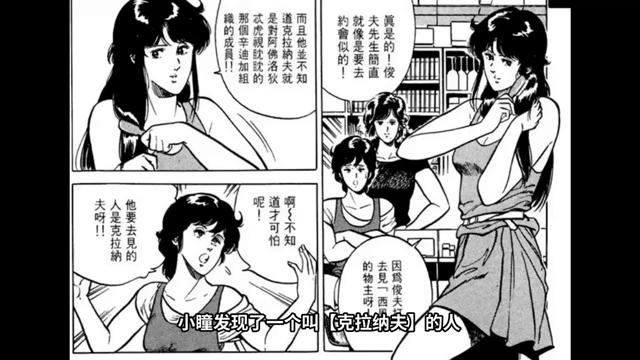 眞是的！俊
夫先生簡直
就像是要去
約會似的！
因爲俊夫
去見「西
的物主呀
而且他並不知
道克拉納夫就
是對阿佛洛狄
忒虎視眈眈的
那個辛迪加組
織的成員!!
啊～不知
道才可怕
呢！
他要去見的
人是克拉納
夫呀!!
小瞳发现了一个叫【克拉纳夫】的人